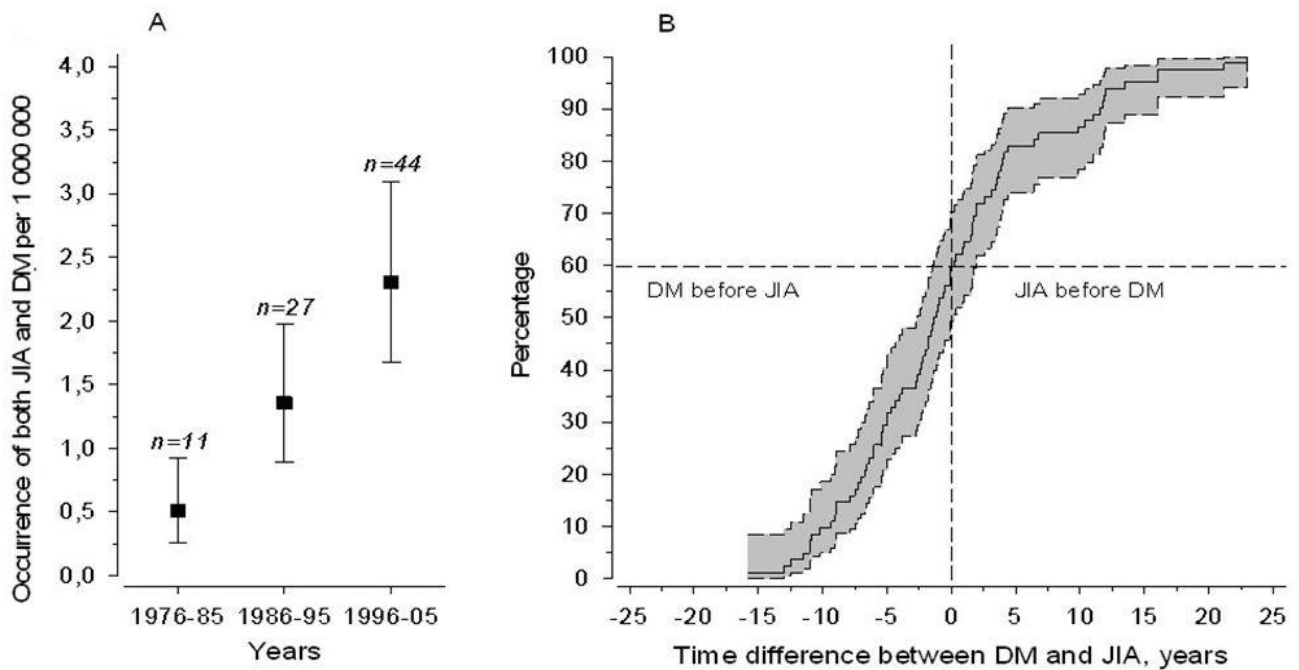 A
Occurrence of both JIA and DM per 1 000 000
4,0
3,5
3,0
2,5
2,0
1,5
1,0
0,5
0,0
n=11
n=27
n=44
1976-85 1986-95 1996-05
Years
B
Percentage
100
90
80
70
60
50
40
30
20
10
0
DM before JIA
JIA before DM
-25 -20 -15 -10 -5 0 5 10 15 20 25
Time difference between DM and JIA, years